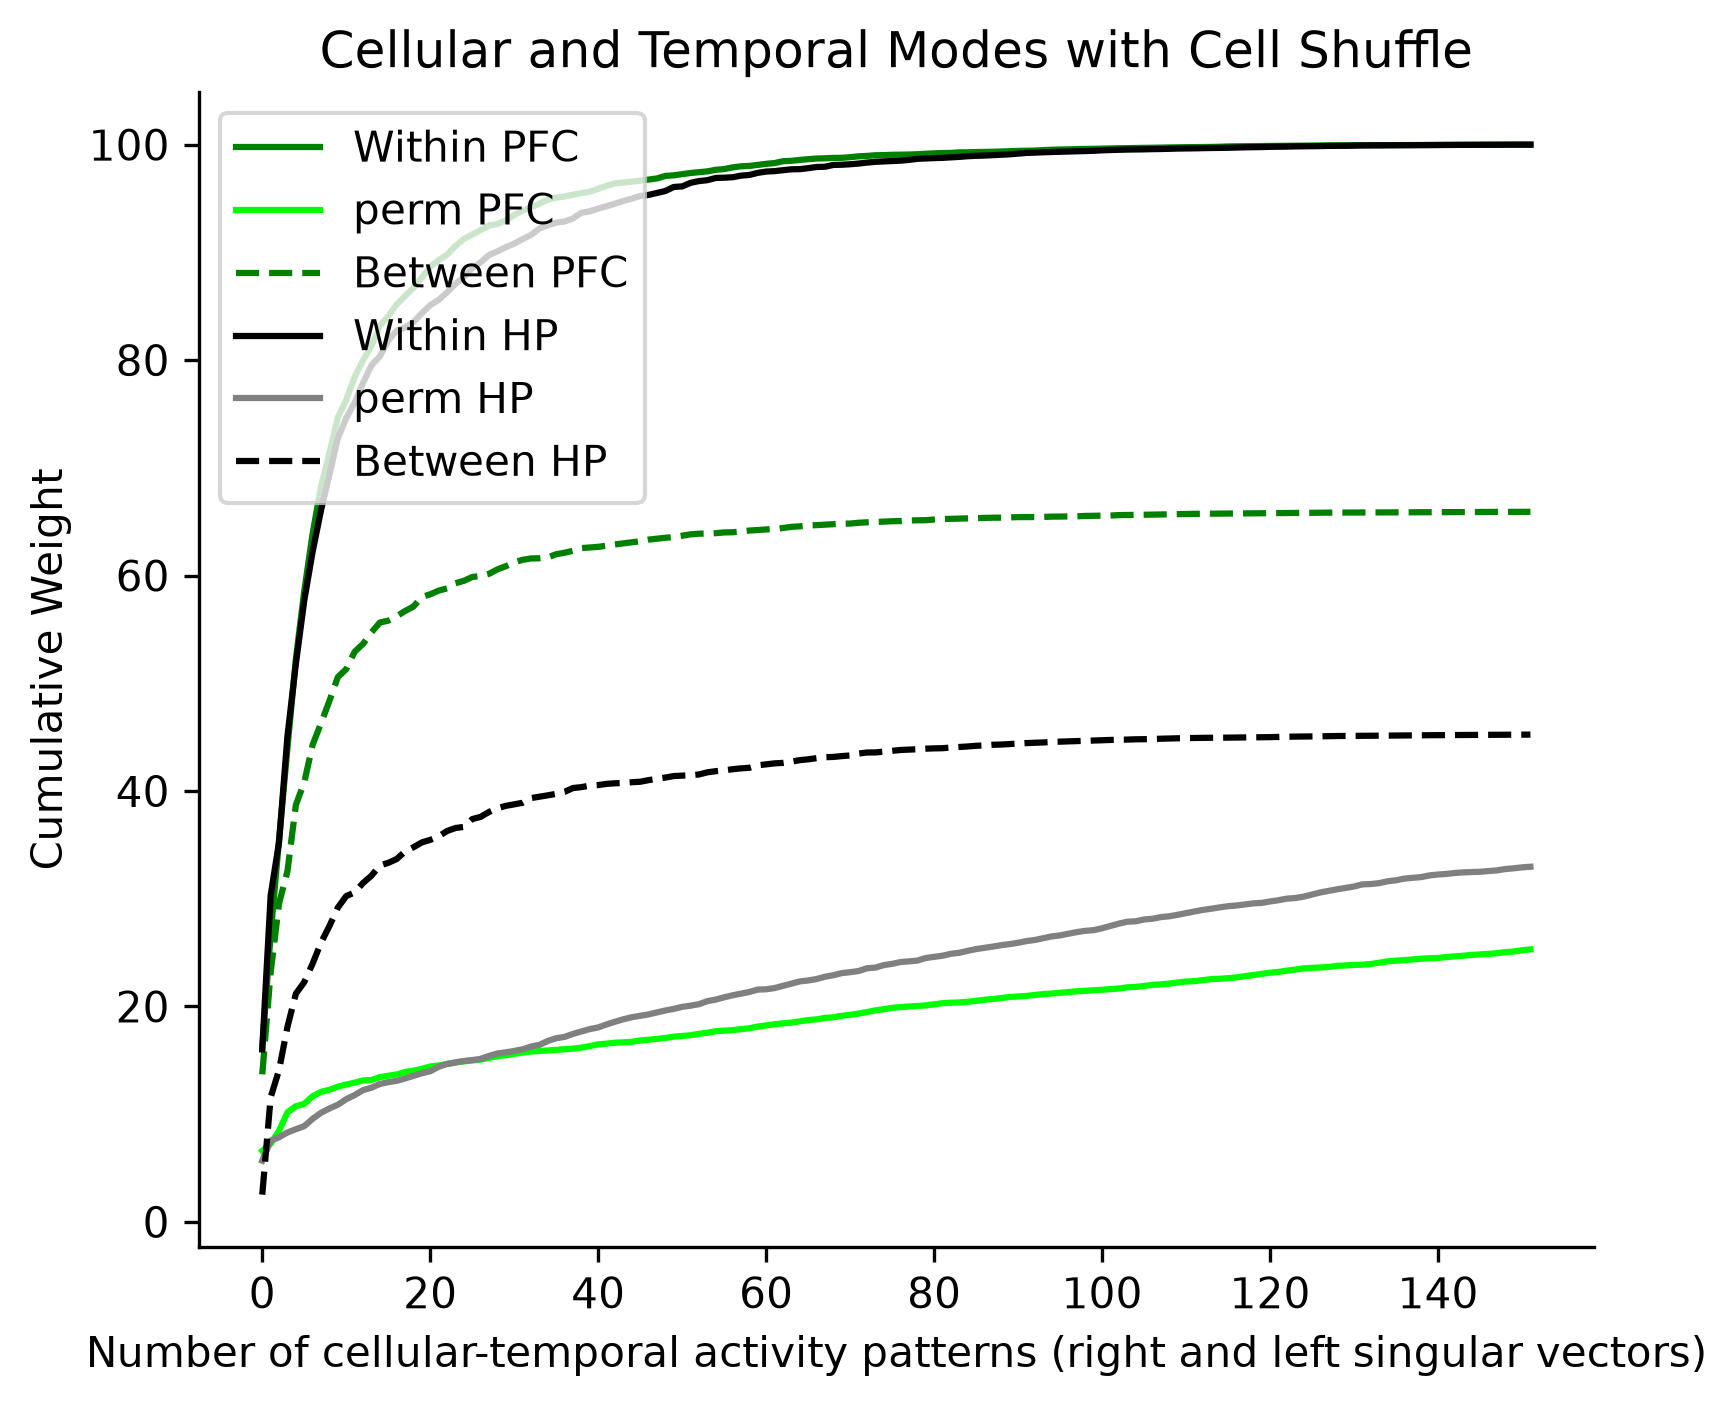 Cellular and Temporal Modes with Cell Shuffle
Within PFC
perm PFC
Between PFC
Within HP
perm HP
Between HP
Cumulative Weight
100
80
60
40
20
0
0 20 40 60 80 100 120 140
Number of cellular-temporal activity patterns (right and left singular vectors)